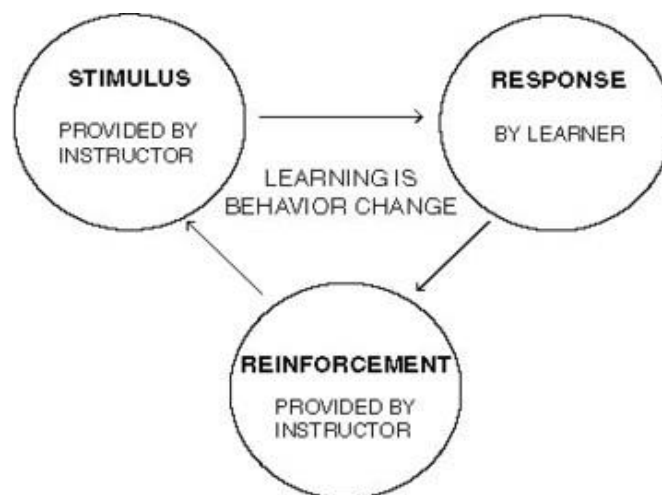 STIMULUS
PROVIDED BY
INSTRUCTOR
RESPONSE
BY LEARNER
LEARNING IS
BEHAVIOR CHANGE
REINFORCEMENT
PROVIDED BY
INSTRUCTOR